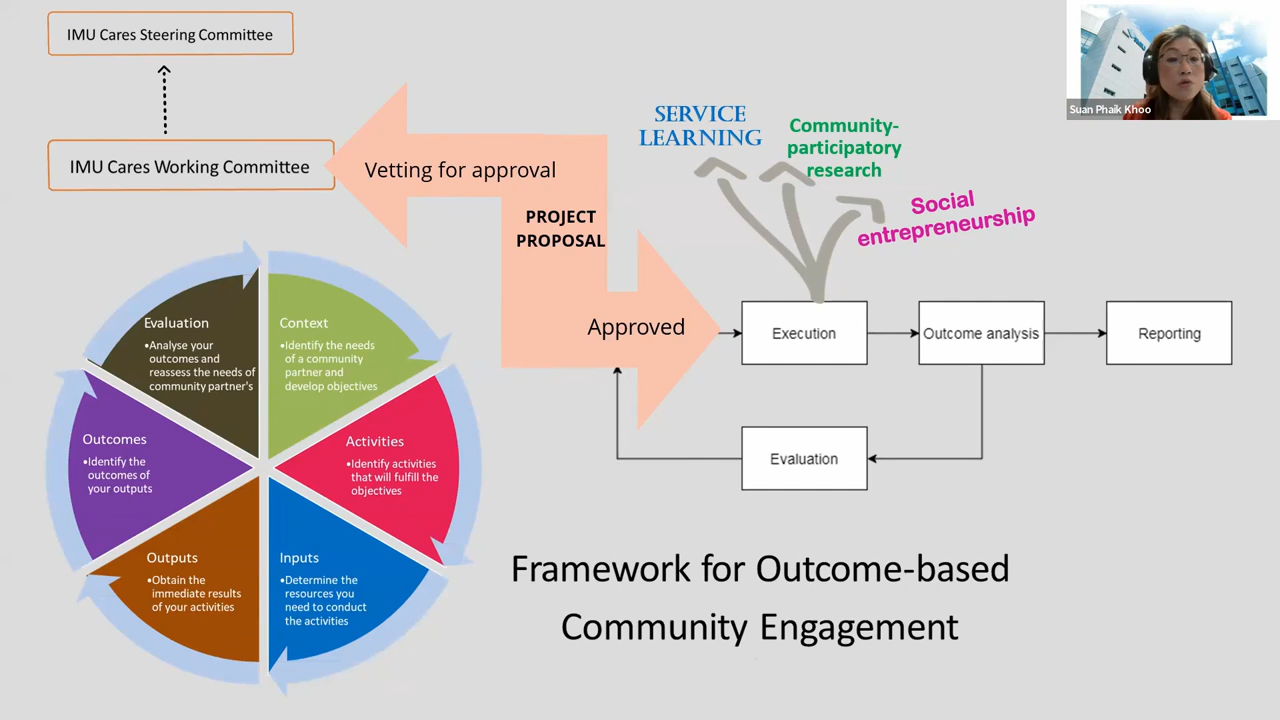 IMU Cares Steering Committee
IMU Cares Working Committee
Vetting for approval
PROJECT
PROPOSAL
Approved
SERVICE
LEARNING
Community-
participatory
research
Social
entrepreneurship
Suan Phaik Khoo
Execution
Outcome analysis
Reporting
Evaluation
Context
•Identify the needs
of a community
partner and
develop objectives
Activities
•Identify activities
that will fulfill the
objectives
Inputs
•Determine the
resources you
need to conduct
the activities
Outputs
•Obtain the
immediate results
of your activities
Outcomes
•Identify the
outcomes of
your outputs
Evaluation
•Analyse your
outcomes and
reassess the needs of
community partner's
Framework for Outcome-based
Community Engagement